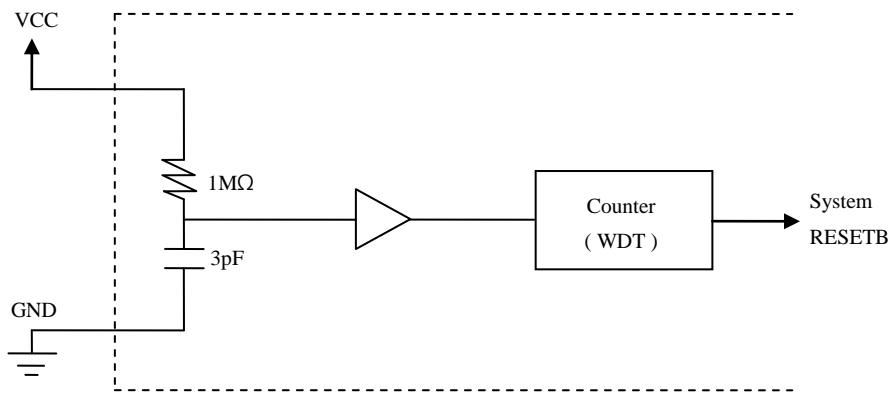 VCC
1MΩ
3pF
GND
Counter
( WDT )
System
RESETB